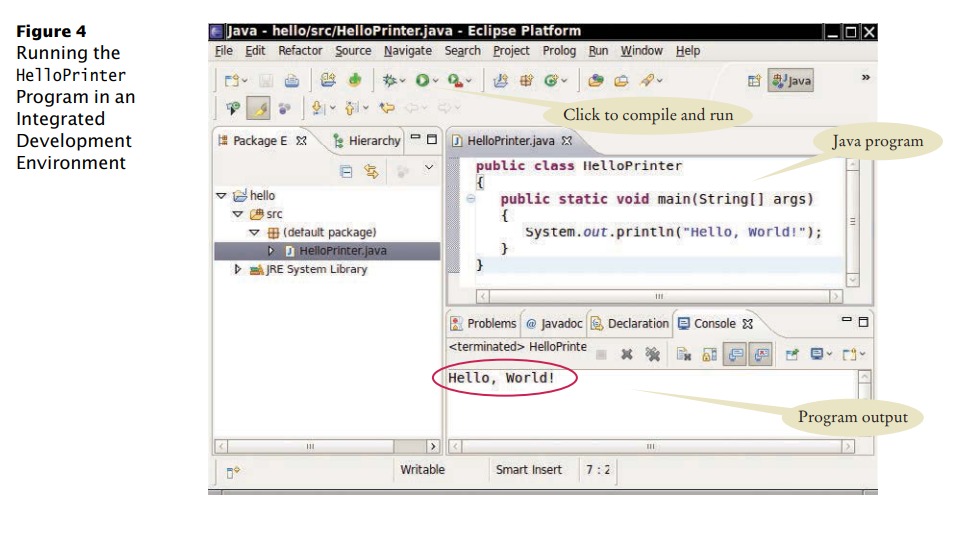 Figure 4
Running the
HelloPrinter
Program in an
Integrated
Development
Environment
Java - hello/src/HelloPrinter.java - Eclipse Platform
File Edit Refactor Source Navigate Search Project Prolog Run Window Help
Java
»
Click to compile and run
Package E
Hierarchy
HelloPrinter.java
Java program
hello
src
(default package)
HelloPrinter.java
JRE System Library
public class HelloPrinter
{
public static void main(String[] args)
{
System.out.println("Hello, World!");
}
}
Problems @ Javadoc Declaration Console
<terminated> HelloPrinte
Hello, World!
Program output
Writable Smart Insert 7 : 2